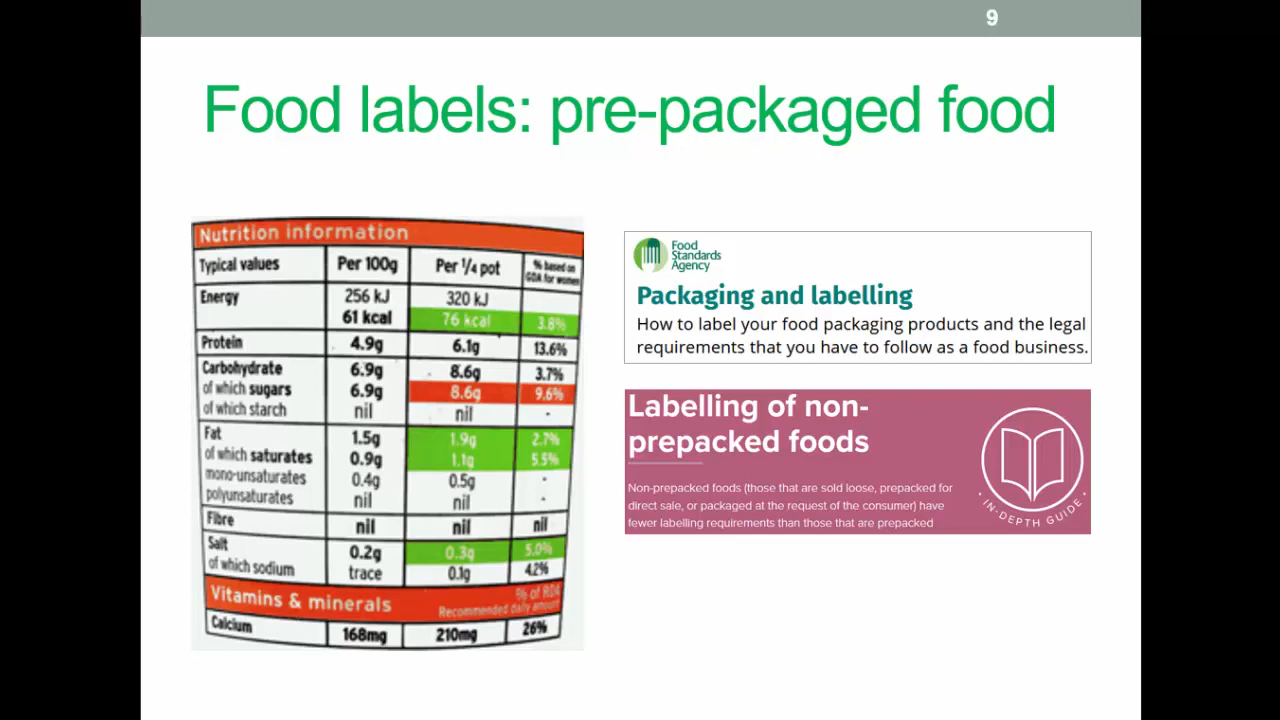 9
Food labels: pre-packaged food
Nutrition information
Typical values Per 100g Per 1/4 pot % based on GDA for women
Energy 256 kJ 320 kJ
61 kcal 76 kcal 3.8%
Protein 4.9g 6.1g 13.6%
Carbohydrate 6.9g 8.6g 3.7%
of which sugars 6.9g 8.6g 9.6%
of which starch nil nil -
Fat 1.5g 1.9g 2.7%
of which saturates 0.9g 1.1g 5.5%
mono-unsaturates 0.4g 0.5g -
polyunsaturates nil nil -
Fibre nil nil nil
Salt 0.2g 0.3g 5.0%
of which sodium trace 0.1g 4.2%
Vitamins & minerals % of RDA
Recommended daily amount
Calcium 168mg 210mg 26%
Food
Standards
Agency
Packaging and labelling
How to label your food packaging products and the legal
requirements that you have to follow as a food business.
Labelling of non-
prepacked foods
Non-prepacked foods (those that are sold loose, prepacked for
direct sale, or packaged at the request of the consumer) have
fewer labelling requirements than those that are prepacked
• IN-DEPTH GUIDE •